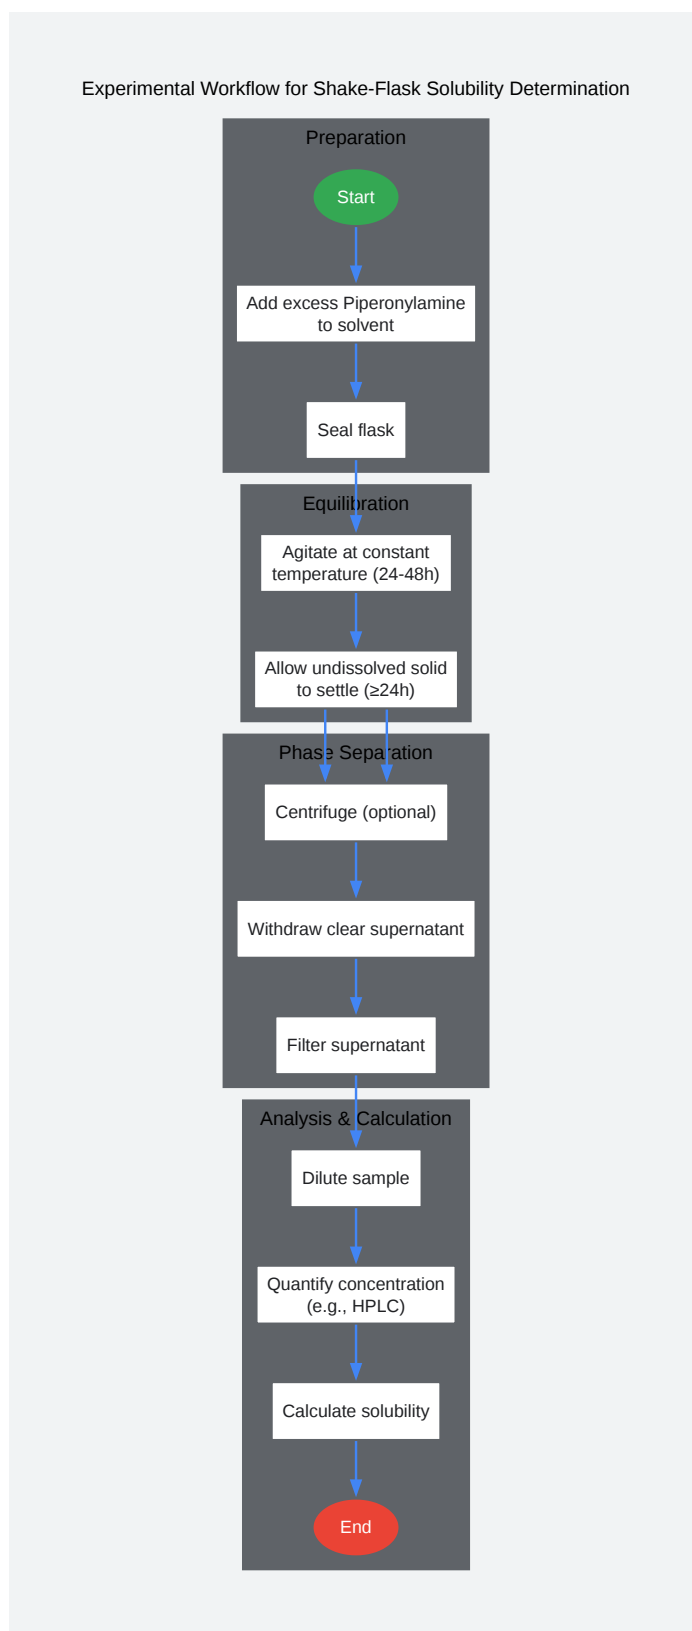 Experimental Workflow for Shake-Flask Solubility Determination
Preparation
Start
Add excess Piperonylamine
to solvent
Seal flask
Equilibration
Agitate at constant
temperature (24-48h)
Allow undissolved solid
to settle (≥24h)
Phase Separation
Centrifuge (optional)
Withdraw clear supernatant
Filter supernatant
Analysis & Calculation
Dilute sample
Quantify concentration
(e.g., HPLC)
Calculate solubility
End